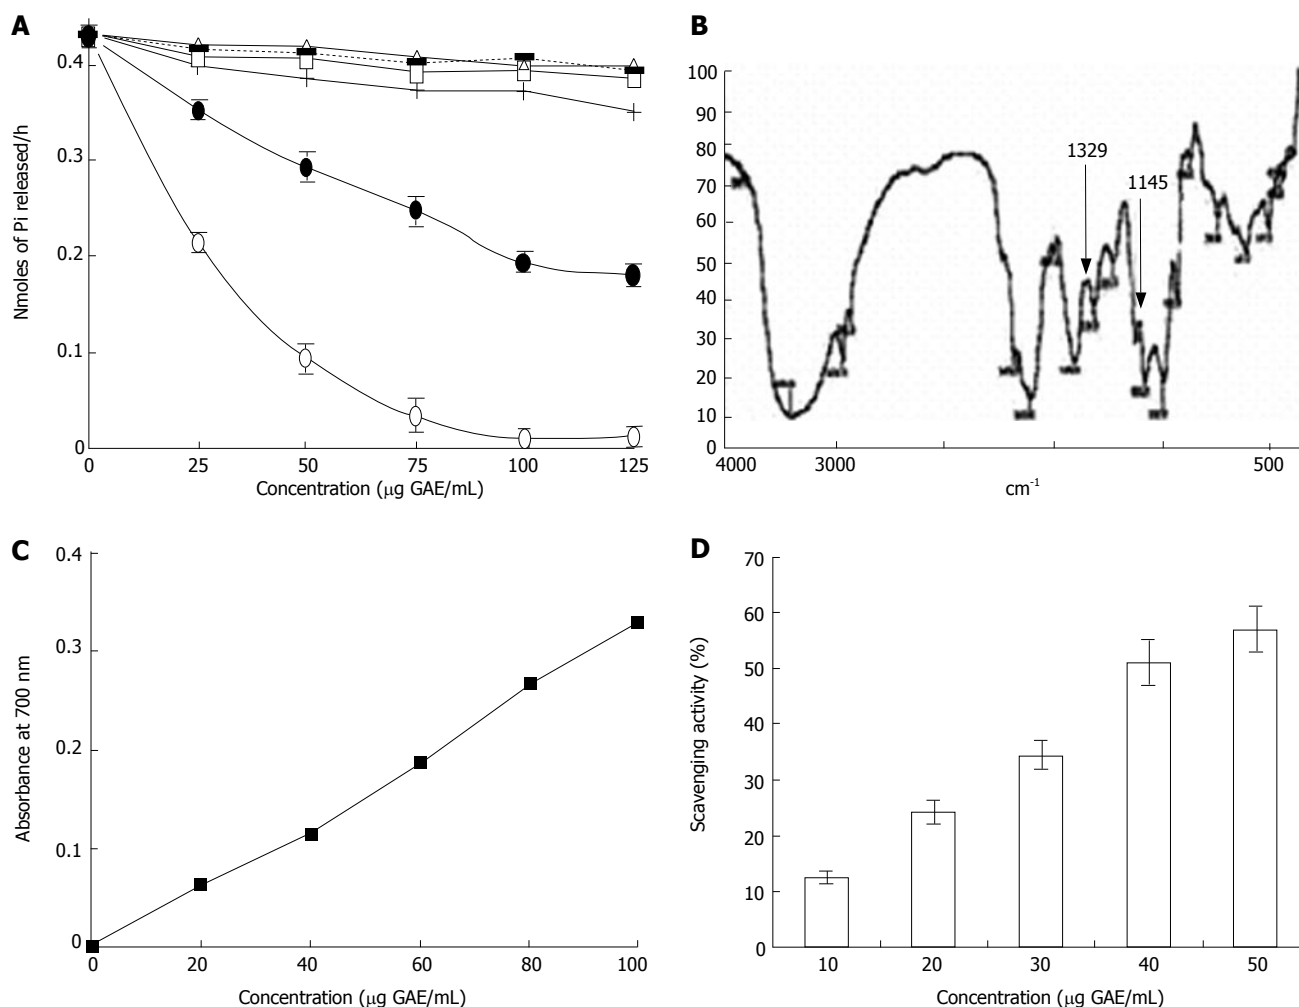 A
Nmoles of Pi released/h
0.4
0.3
0.2
0.1
0
0 25 50 75 100 125
Concentration (μg GAE/mL)
B
100
90
80
70
60
50
40
30
20
10
0
1329
1145
4000 3000 500
cm-1
C
Absorbance at 700 nm
0.4
0.3
0.2
0.1
0
0 20 40 60 80 100
Concentration (μg GAE/mL)
D
Scavenging activity (%)
70
60
50
40
30
20
10
0
10 20 30 40 50
Concentration (μg GAE/mL)